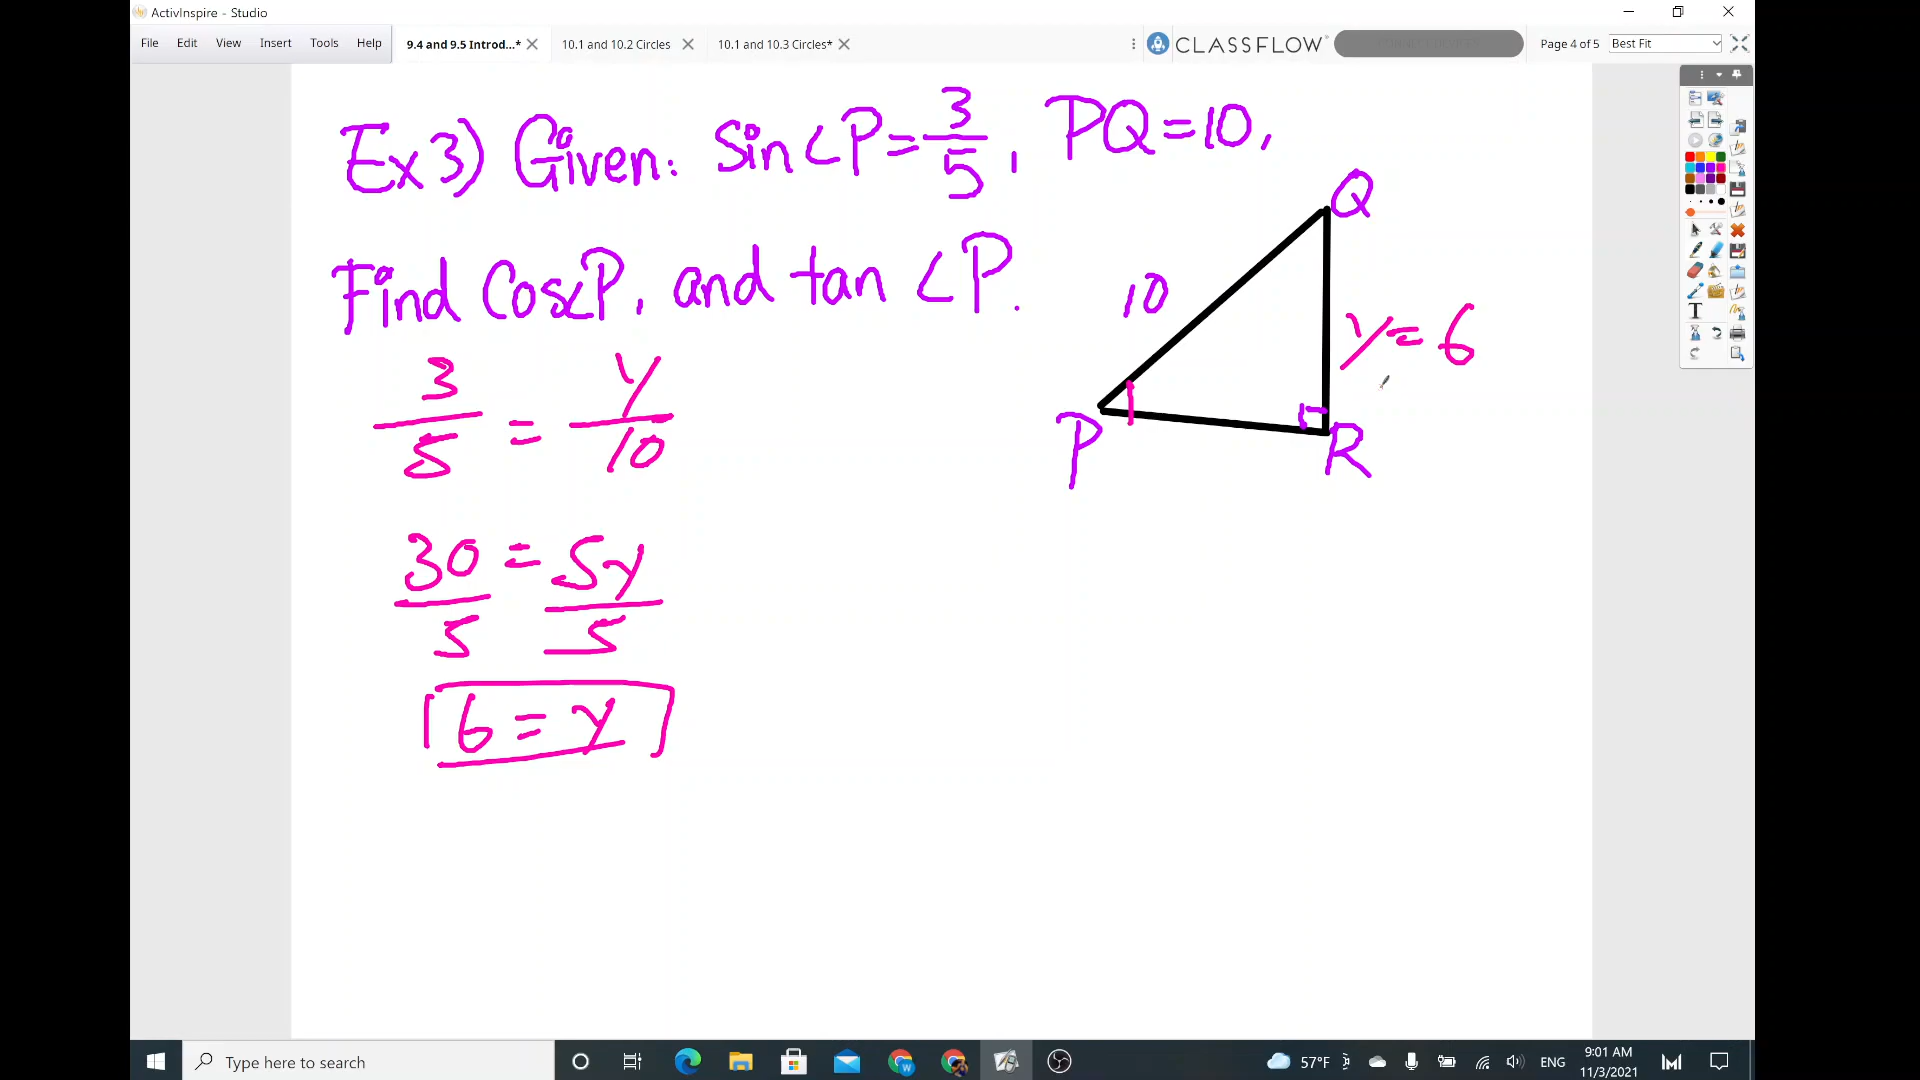 ActivInspire - Studio
File Edit View Insert Tools Help
9.4 and 9.5 Introd...*
10.1 and 10.2 Circles
10.1 and 10.3 Circles*
CLASSFLOW
Page 4 of 5
Best Fit
Ex 3) Given: Sin∠P = 3/5, PQ = 10,
Find Cos∠P, and tan ∠P.
Q
10
y = 6
P
R
3/5 = y/10
30/5 = 5y/5
6 = y
T
Type here to search
57°F
ENG
9:01 AM
11/3/2021